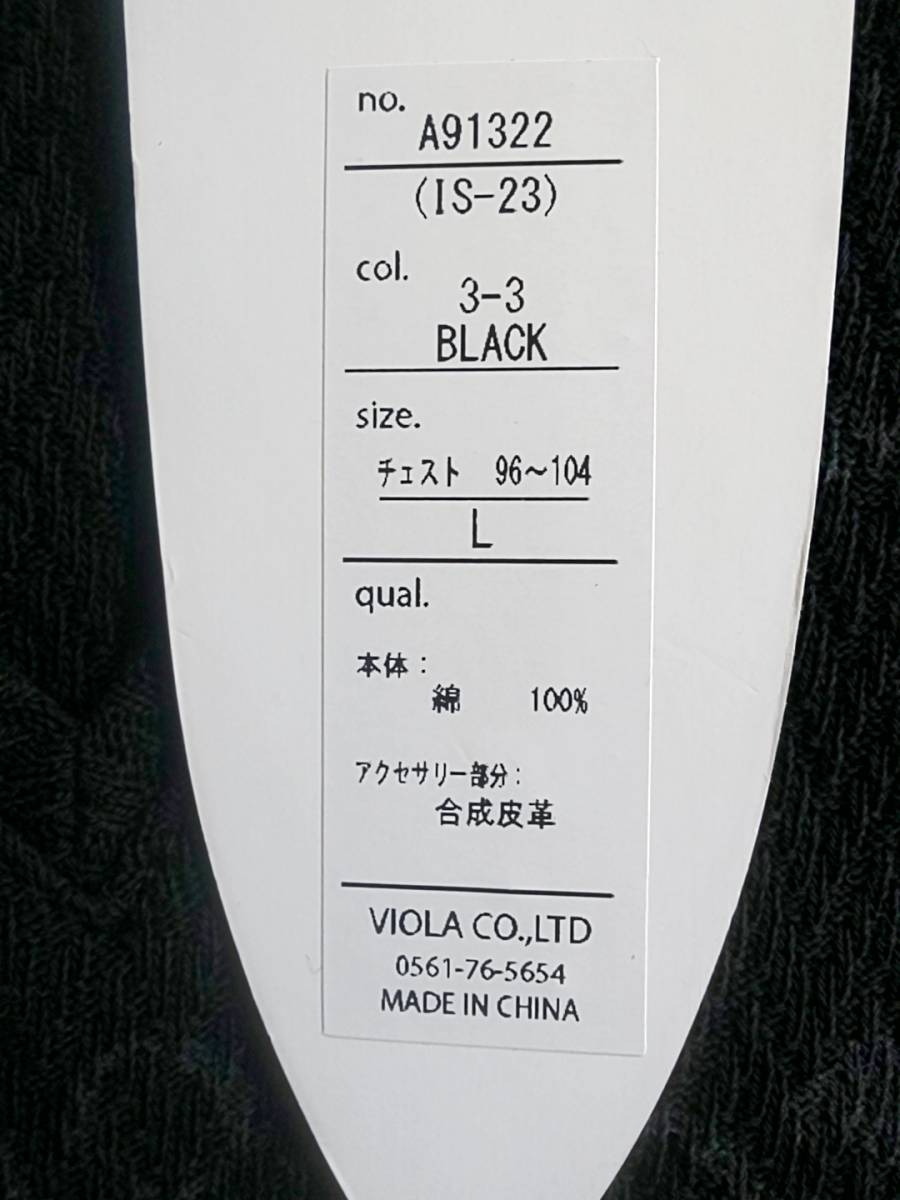 no.
A91322
(IS-23)
col.
3-3
BLACK
size.
チェスト 96～104
L
qual.
本体：
綿 100%
アクセサリー部分：
合成皮革
VIOLA CO.,LTD
0561-76-5654
MADE IN CHINA